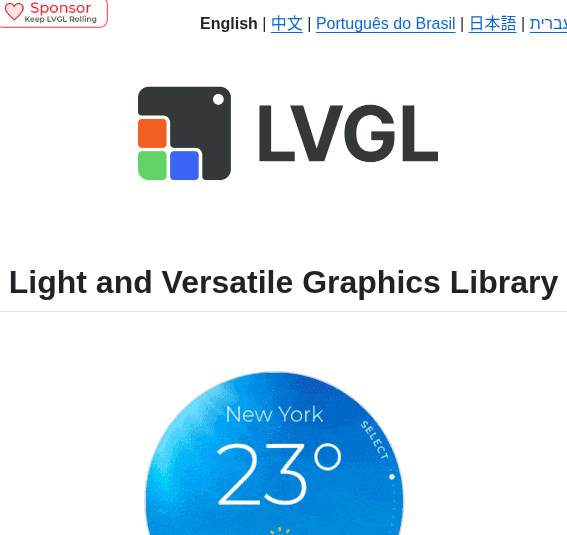 Sponsor
Keep LVGL Rolling
English | 中文 | Português do Brasil | 日本語 | עברית
LVGL
Light and Versatile Graphics Library
New York
SELECT
23°